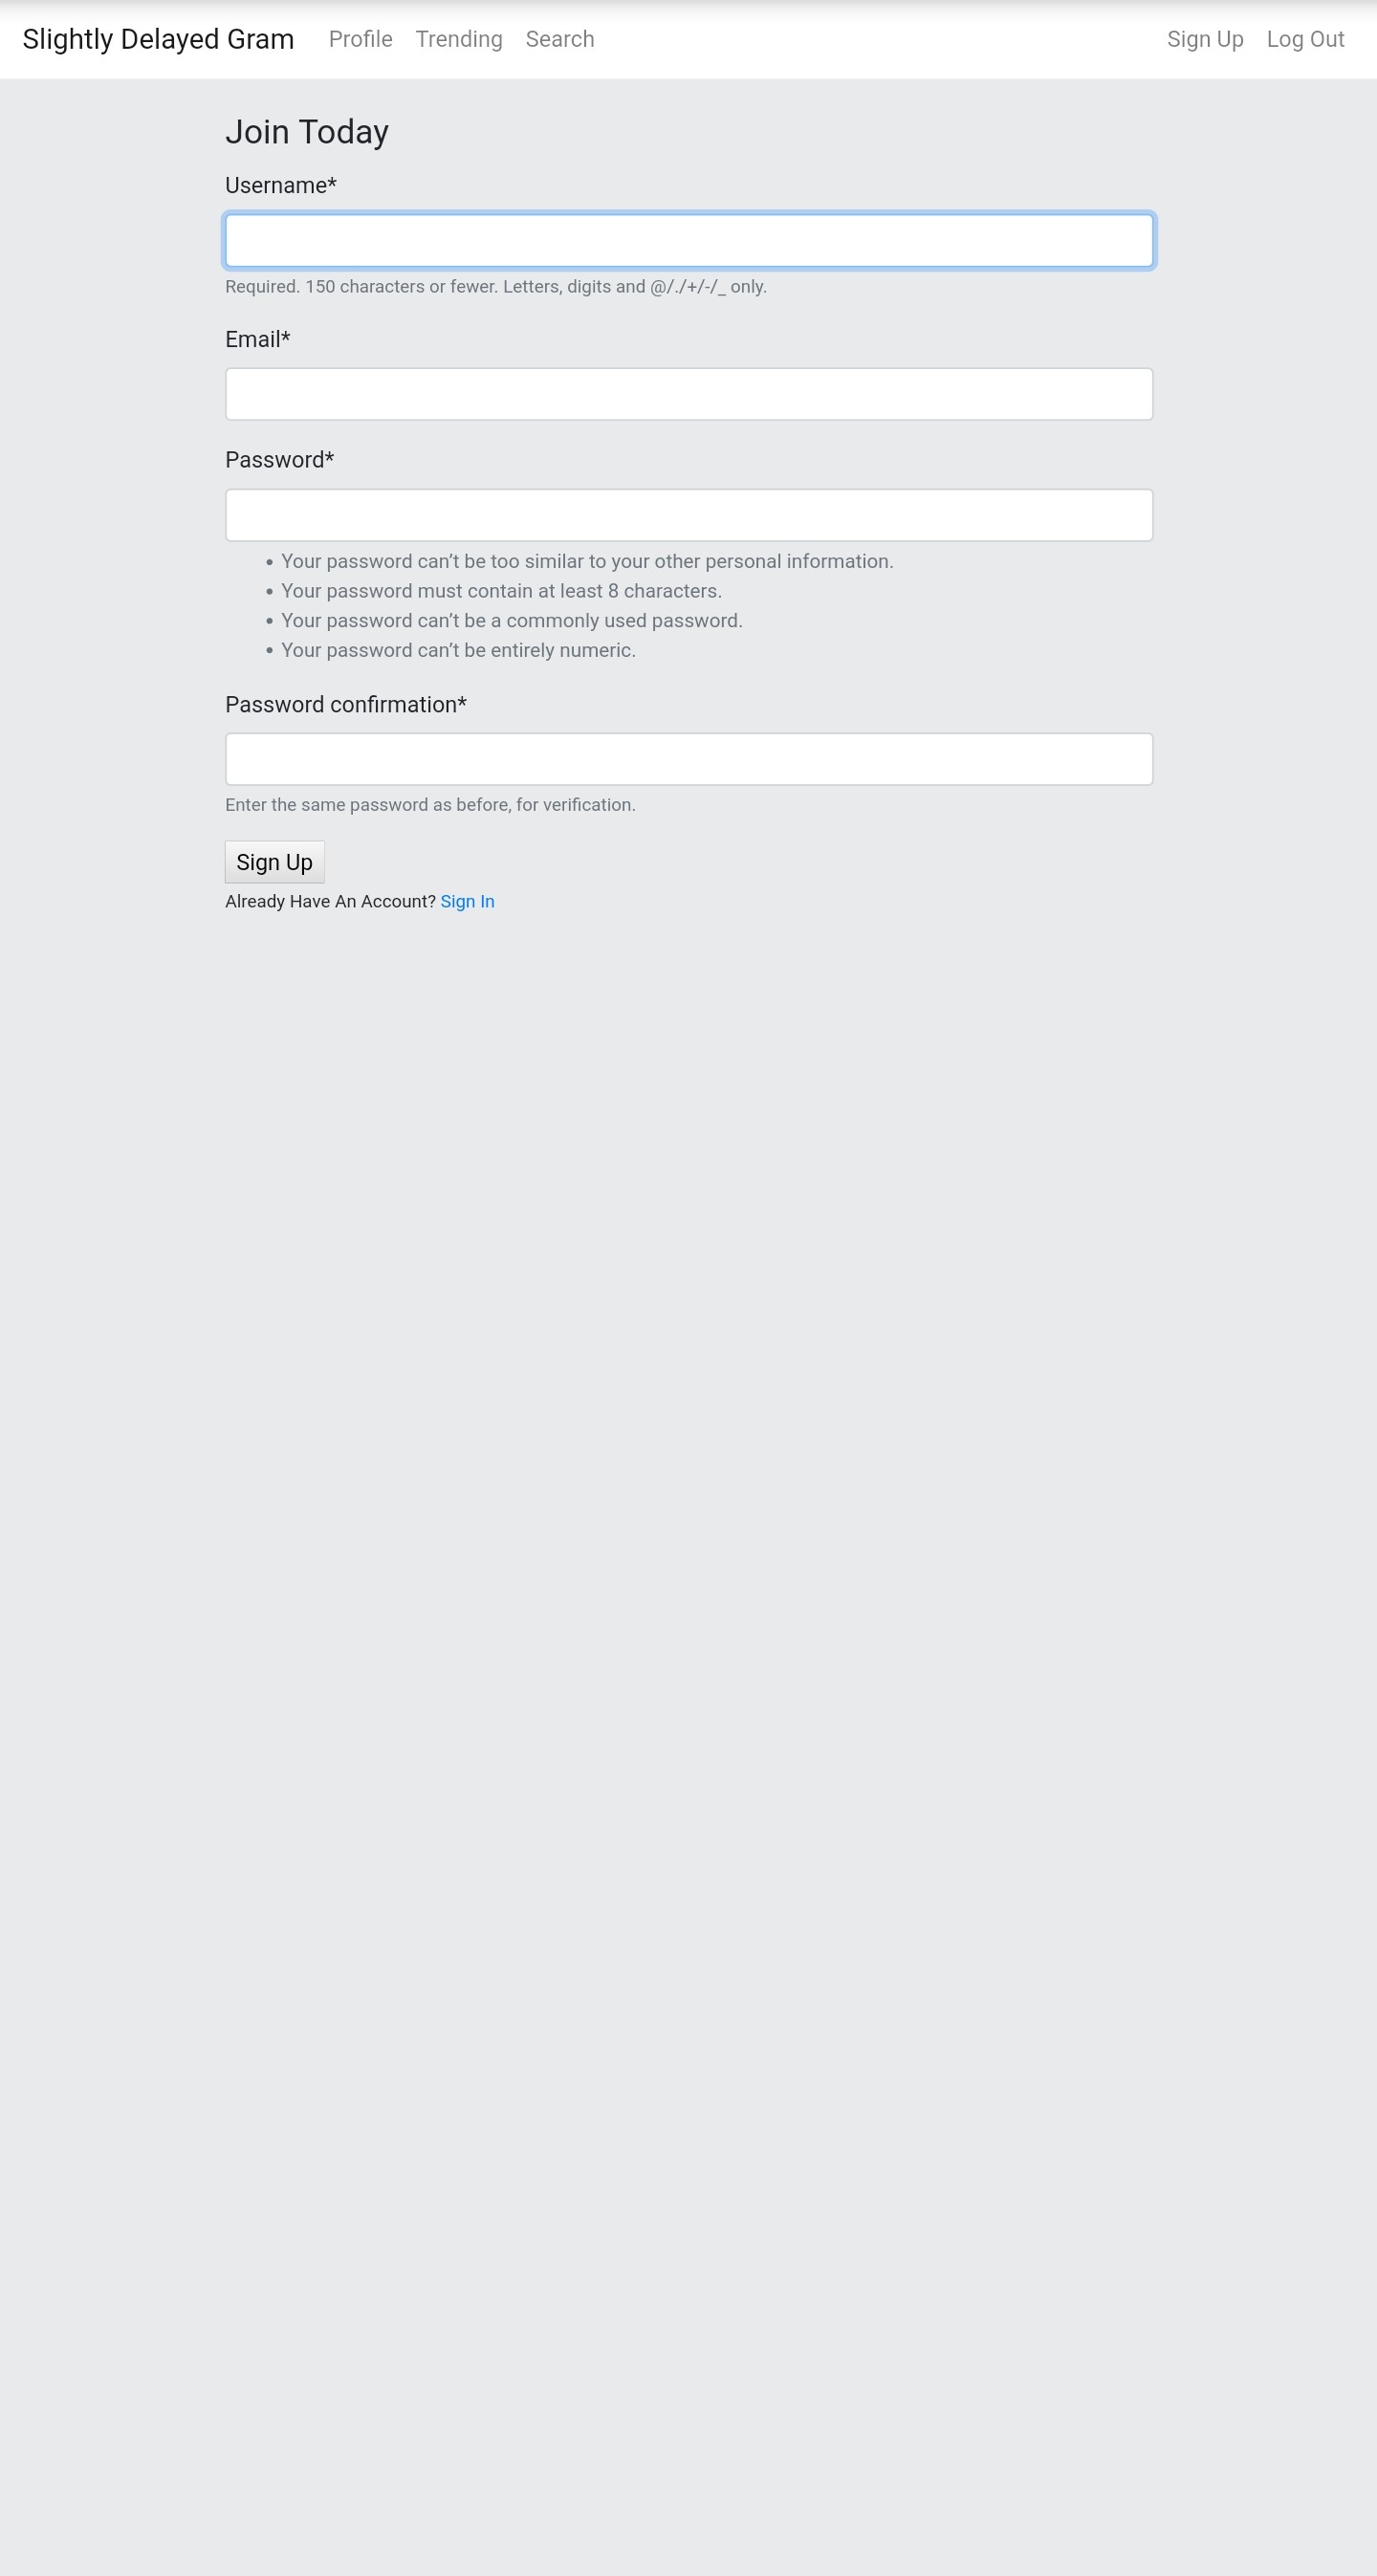 Slightly Delayed Gram Profile Trending Search Sign Up Log Out
Join Today
Username*
Required. 150 characters or fewer. Letters, digits and @/./+/-/_ only.
Email*
Password*
• Your password can’t be too similar to your other personal information.
• Your password must contain at least 8 characters.
• Your password can’t be a commonly used password.
• Your password can’t be entirely numeric.
Password confirmation*
Enter the same password as before, for verification.
Sign Up
Already Have An Account? Sign In